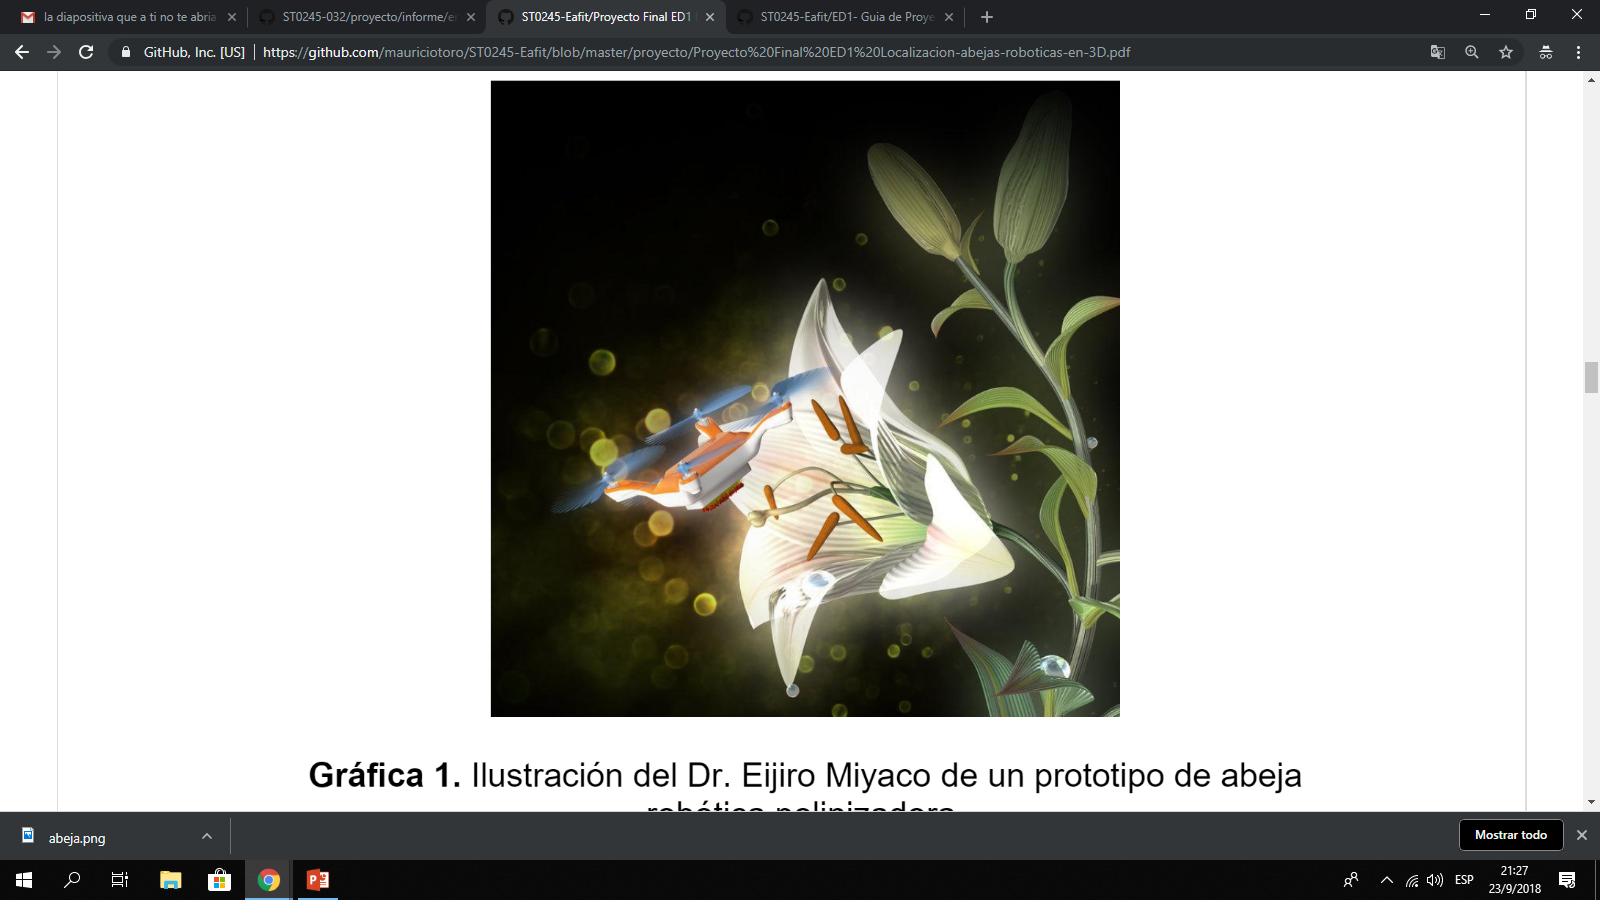 la diapositiva que a ti no te abria
ST0245-032/proyecto/informe/e
ST0245-Eafit/Proyecto Final ED1
ST0245-Eafit/ED1- Guia de Proye
GitHub, Inc. [US] | https://github.com/mauriciotoro/ST0245-Eafit/blob/master/proyecto/Proyecto%20Final%20ED1%20Localizacion-abejas-roboticas-en-3D.pdf
Gráfica 1. Ilustración del Dr. Eijiro Miyaco de un prototipo de abeja
robótica polinizadora
abeja.png
Mostrar todo
ESP
21:27
23/9/2018